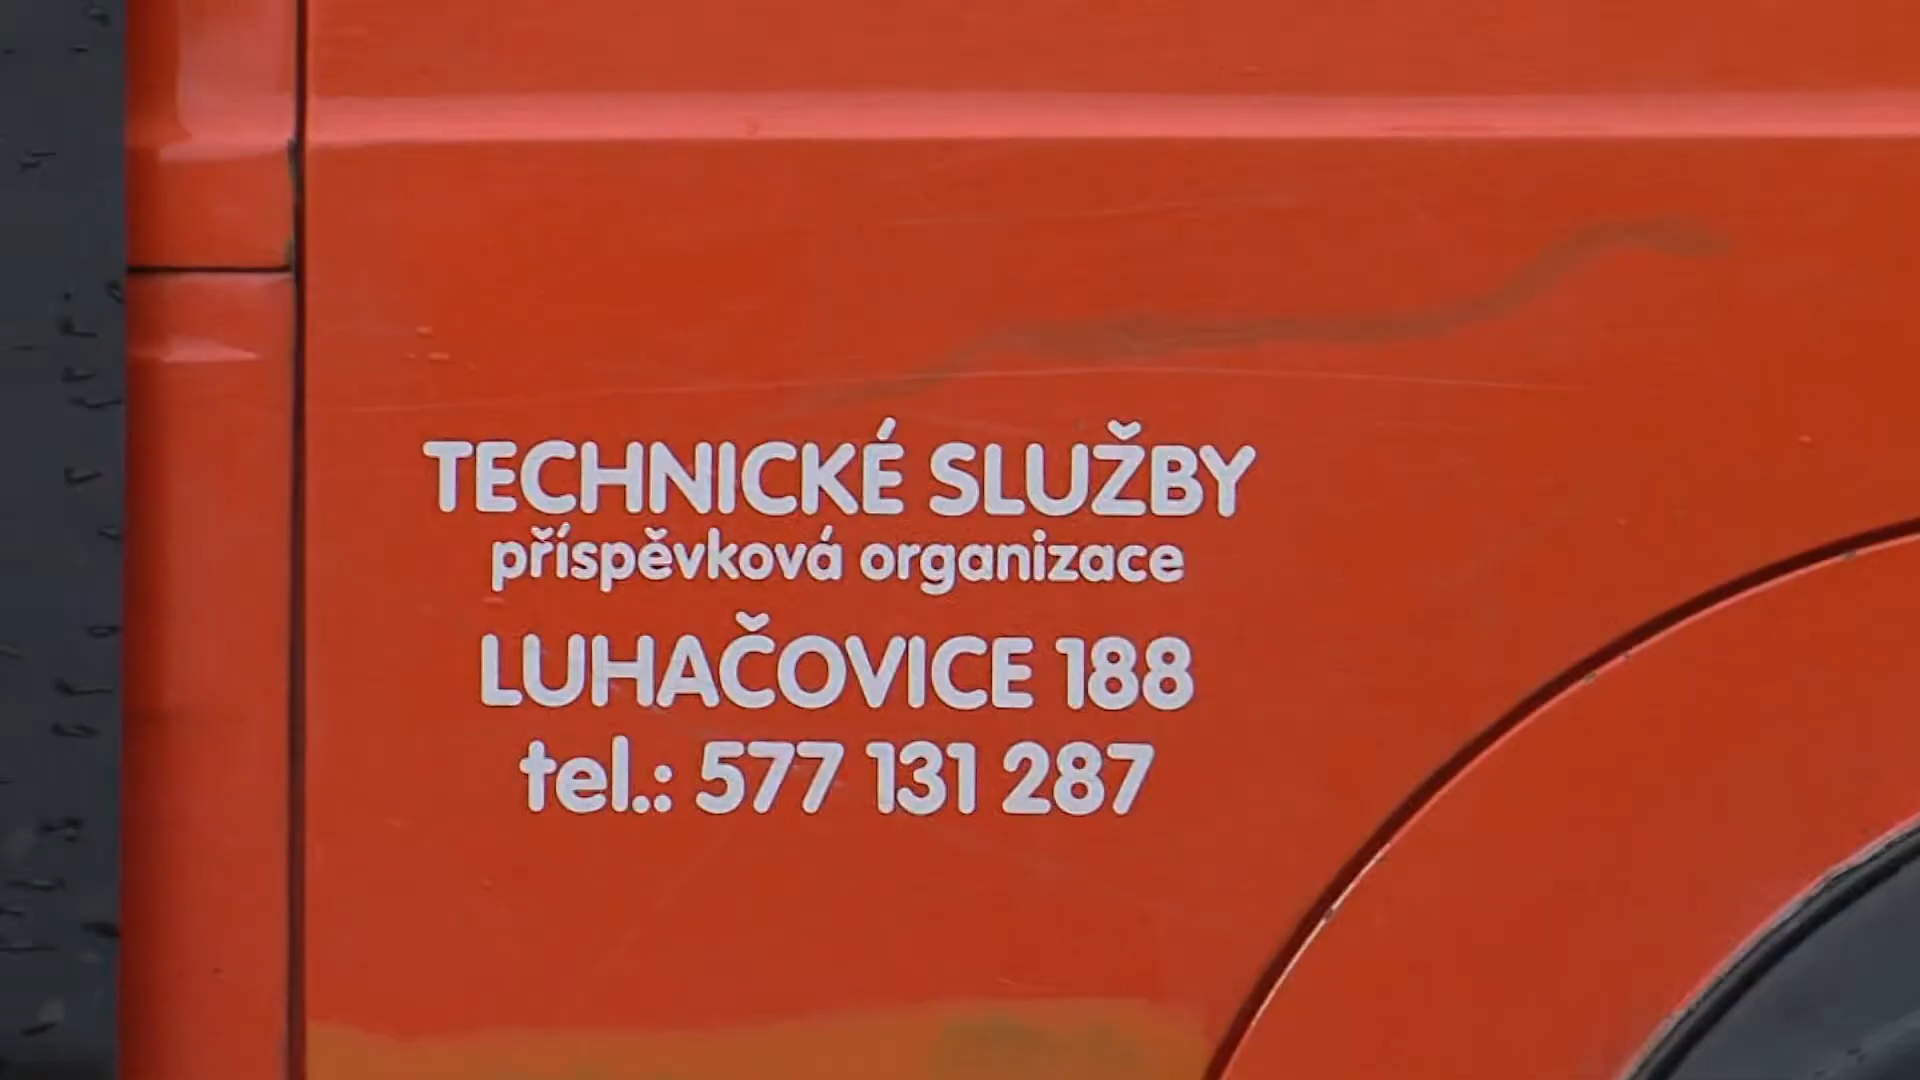 TECHNICKÉ SLUŽBY
příspěvková organizace
LUHAČOVICE 188
tel.: 577 131 287